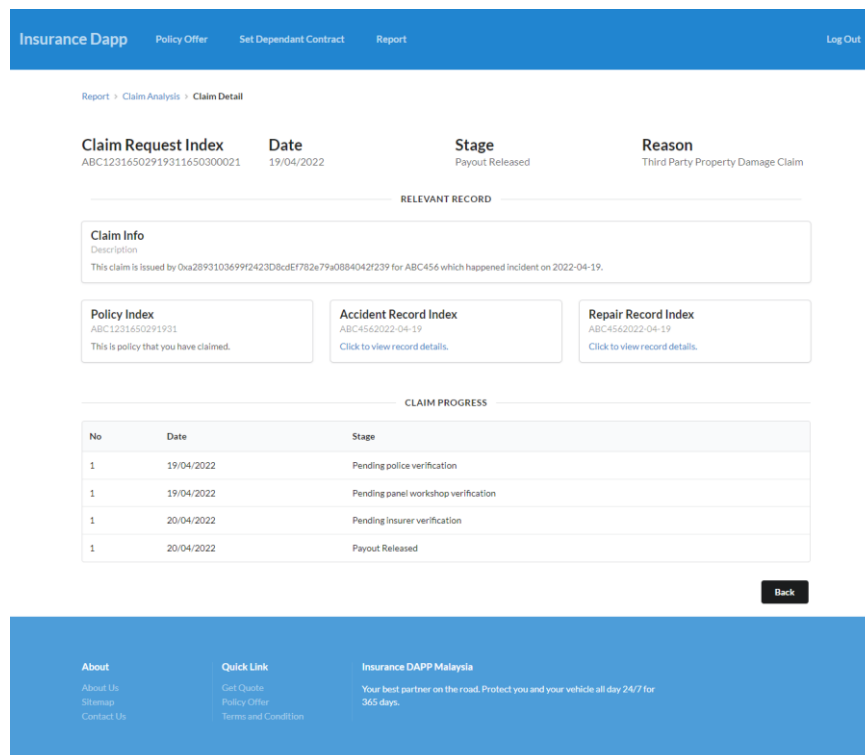 Insurance Dapp Policy Offer Set Dependant Contract Report Log Out
Report > Claim Analysis > Claim Detail
Claim Request Index Date Stage Reason
ABC12316502919311650300021 19/04/2022 Payout Released Third Party Property Damage Claim
RELEVANT RECORD
Claim Info
Description
This claim is issued by 0xa2893103699f2423D8cdEf782e79a0884042f239 for ABC456 which happened incident on 2022-04-19.
Policy Index Accident Record Index Repair Record Index
ABC1231650291931 ABC4562022-04-19 ABC4562022-04-19
This is policy that you have claimed. Click to view record details. Click to view record details.
CLAIM PROGRESS
No Date Stage
1 19/04/2022 Pending police verification
1 19/04/2022 Pending panel workshop verification
1 20/04/2022 Pending insurer verification
1 20/04/2022 Payout Released
Back
About Quick Link Insurance DAPP Malaysia
About Us Get Quote Your best partner on the road. Protect you and your vehicle all day 24/7 for
Sitemap Policy Offer 365 days.
Contact Us Terms and Condition